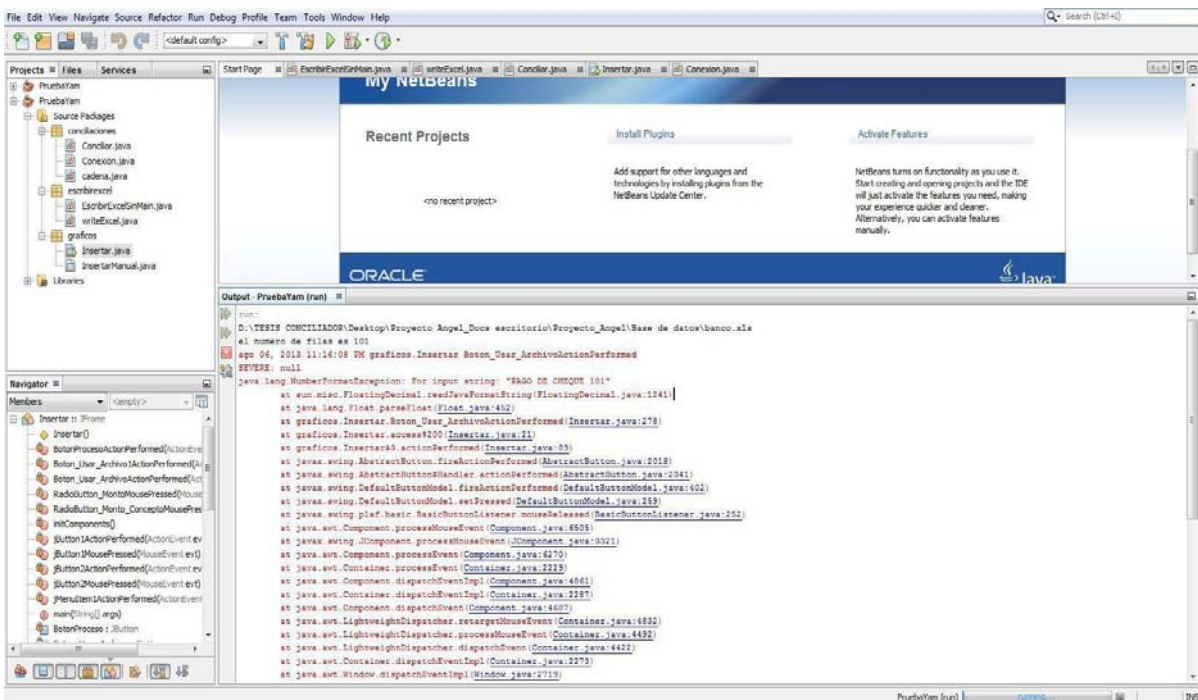 File Edit View Navigate Source Refactor Run Debug Profile Team Tools Window Help
Search (Ctrl+I)
<default config>
Projects Files Services
PruebaYam
PruebaYam
Source Packages
conciliaciones
Conciliar.java
Conexion.java
cadena.java
escribirexcel
EscribirExcelSinMain.java
writeExcel.java
graficos
Insertar.java
InsertarManual.java
Libraries
Start Page EscribirExcelSinMain.java writeExcel.java Conciliar.java Insertar.java Conexion.java
My NetBeans
Recent Projects
<no recent project>
Install Plugins
Add support for other languages and
technologies by installing plugins from the
NetBeans Update Center.
Activate Features
NetBeans turns on functionality as you use it.
Start creating and opening projects and the IDE
will just activate the features you need, making
your experience quicker and cleaner.
Alternatively, you can activate features
manually.
ORACLE
Java
Navigator
Members <empty>
Insertar :: JFrame
Insertar()
BotonProcesoActionPerformed(ActionEve
Boton_Usar_Archivo1ActionPerformed(Ac
Boton_Usar_ArchivoActionPerformed(Act
RadioButton_MontoMousePressed(Mouse
RadioButton_Monto_ConceptoMousePres
initComponents()
jButton1ActionPerformed(ActionEvent ev
jButton1MousePressed(MouseEvent evt)
jButton2ActionPerformed(ActionEvent ev
jButton2MousePressed(MouseEvent evt)
jMenuItem1ActionPerformed(ActionEvent
main(String[] args)
BotonProceso : JButton
Output - PruebaYam (run)
run:
D:\TESIS CONCILIADOR\Desktop\Proyecto Angel_Docs escritorio\Proyecto_Angel\Base de datos\banco.xls
el numero de filas es 101
ago 06, 2013 11:16:08 PM graficos.Insertar Boton_Usar_ArchivoActionPerformed
SEVERE: null
java.lang.NumberFormatException: For input string: "PAGO DE CHEQUE 101"
at sun.misc.FloatingDecimal.readJavaFormatString(FloatingDecimal.java:1241)
at java.lang.Float.parseFloat(Float.java:452)
at graficos.Insertar.Boton_Usar_ArchivoActionPerformed(Insertar.java:278)
at graficos.Insertar.access$200(Insertar.java:21)
at graficos.Insertar$3.actionPerformed(Insertar.java:89)
at javax.swing.AbstractButton.fireActionPerformed(AbstractButton.java:2018)
at javax.swing.AbstractButton$Handler.actionPerformed(AbstractButton.java:2341)
at javax.swing.DefaultButtonModel.fireActionPerformed(DefaultButtonModel.java:402)
at javax.swing.DefaultButtonModel.setPressed(DefaultButtonModel.java:259)
at javax.swing.plaf.basic.BasicButtonListener.mouseReleased(BasicButtonListener.java:252)
at java.awt.Component.processMouseEvent(Component.java:6505)
at javax.swing.JComponent.processMouseEvent(JComponent.java:3321)
at java.awt.Component.processEvent(Component.java:6270)
at java.awt.Container.processEvent(Container.java:2229)
at java.awt.Component.dispatchEventImpl(Component.java:4861)
at java.awt.Container.dispatchEventImpl(Container.java:2287)
at java.awt.Component.dispatchEvent(Component.java:4687)
at java.awt.LightweightDispatcher.retargetMouseEvent(Container.java:4832)
at java.awt.LightweightDispatcher.processMouseEvent(Container.java:4492)
at java.awt.LightweightDispatcher.dispatchEvent(Container.java:4422)
at java.awt.Container.dispatchEventImpl(Container.java:2273)
at java.awt.Window.dispatchEventImpl(Window.java:2719)
PruebaYam (run)
INS